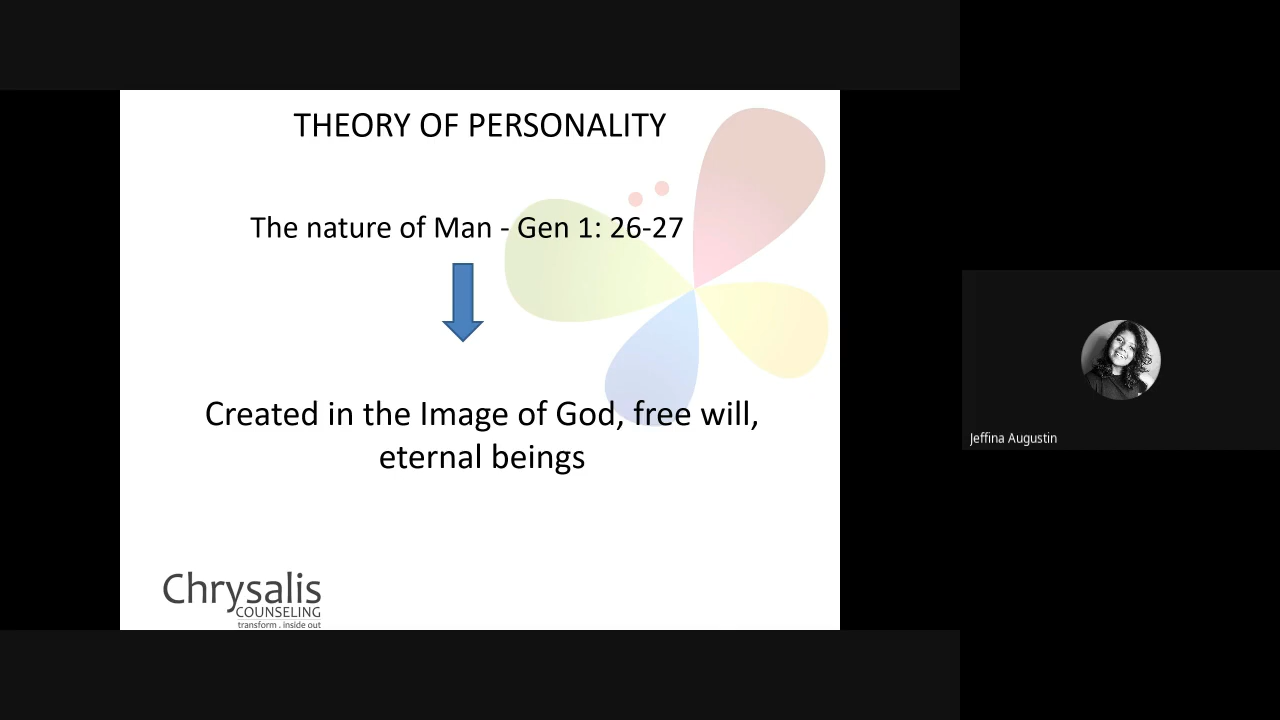 THEORY OF PERSONALITY
The nature of Man - Gen 1: 26-27
Created in the Image of God, free will,
eternal beings
Chrysalis
COUNSELING
transform . inside out
Jeffina Augustin